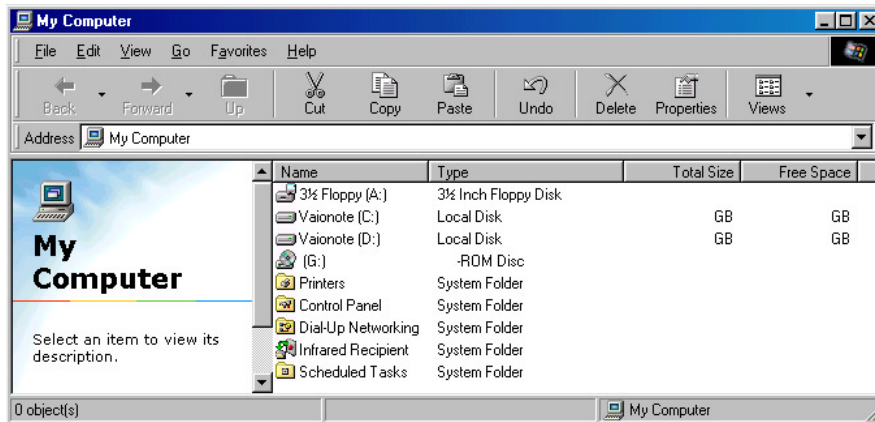 My Computer
File Edit View Go Favorites Help
Back Forward Up Cut Copy Paste Undo Delete Properties Views
Address My Computer
Name Type Total Size Free Space
3½ Floppy (A:) 3½ Inch Floppy Disk
Vaionote (C:) Local Disk GB GB
Vaionote (D:) Local Disk GB GB
(G:) -ROM Disc
Printers System Folder
Control Panel System Folder
Dial-Up Networking System Folder
Infrared Recipient System Folder
Scheduled Tasks System Folder
My
Computer
Select an item to view its
description.
0 object(s) My Computer